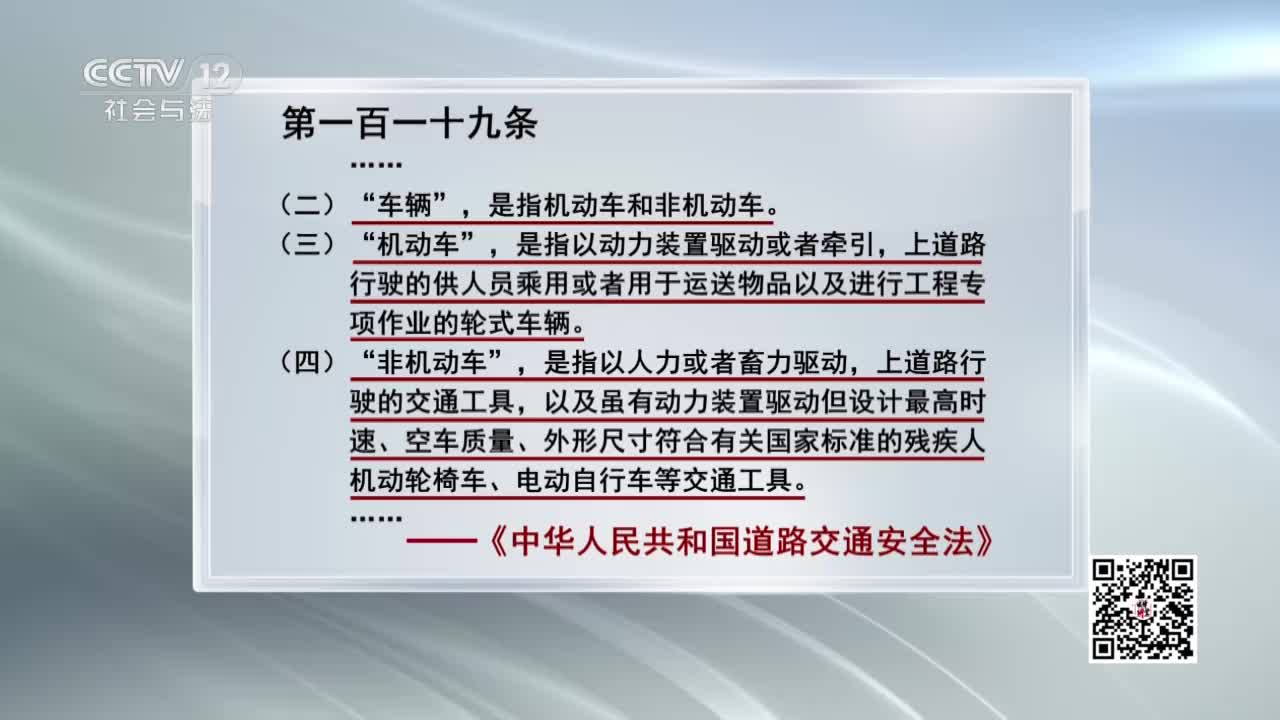 CCTV 12
社会与法
第一百一十九条
……
（二）“车辆”，是指机动车和非机动车。
（三）“机动车”，是指以动力装置驱动或者牵引，上道路
行驶的供人员乘用或者用于运送物品以及进行工程专
项作业的轮式车辆。
（四）“非机动车”，是指以人力或者畜力驱动，上道路行
驶的交通工具，以及虽有动力装置驱动但设计最高时
速、空车质量、外形尺寸符合有关国家标准的残疾人
机动轮椅车、电动自行车等交通工具。
……
——《中华人民共和国道路交通安全法》